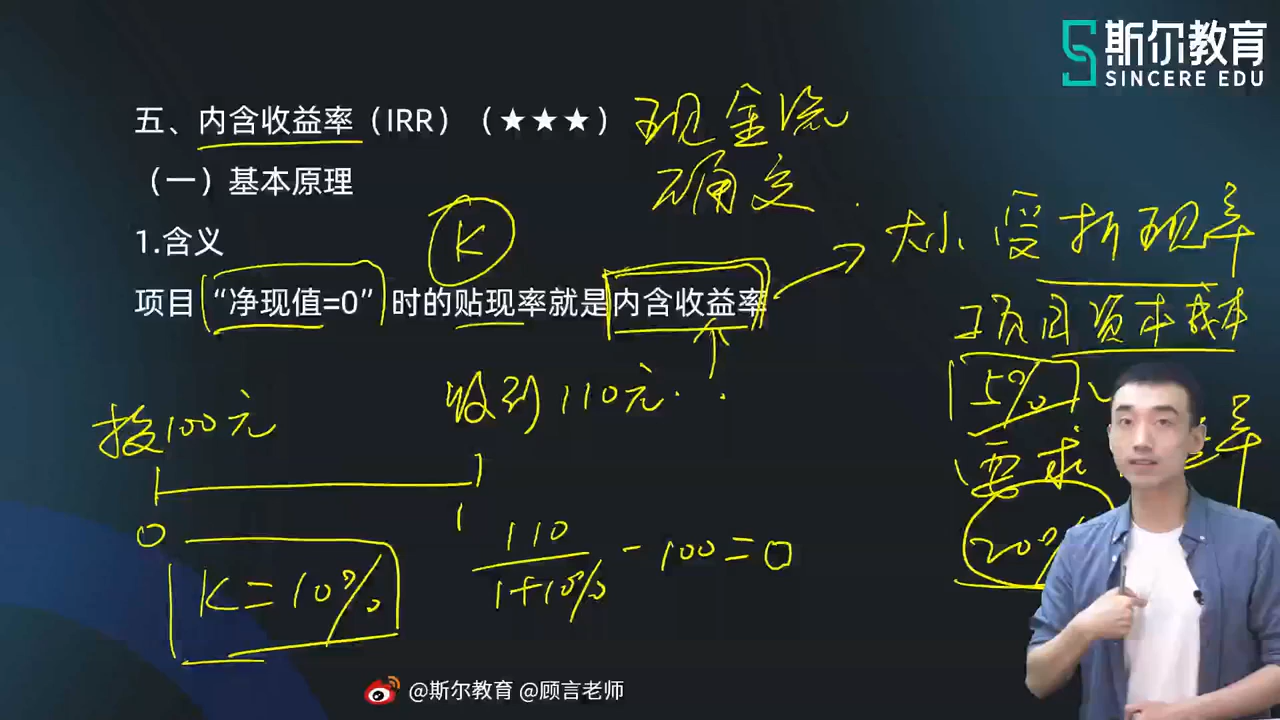 斯尔教育
SINCERE EDU
五、内含收益率（IRR）（★★★） 现金流
确定
（一）基本原理
1.含义
K
大小受折现率
项目“净现值=0”时的贴现率就是内含收益率
项目资本成本
5%
收到110元
投100元
要求 率
20%
0 1
K=10%
110/1+10% - 100 = 0
@斯尔教育 @顾言老师